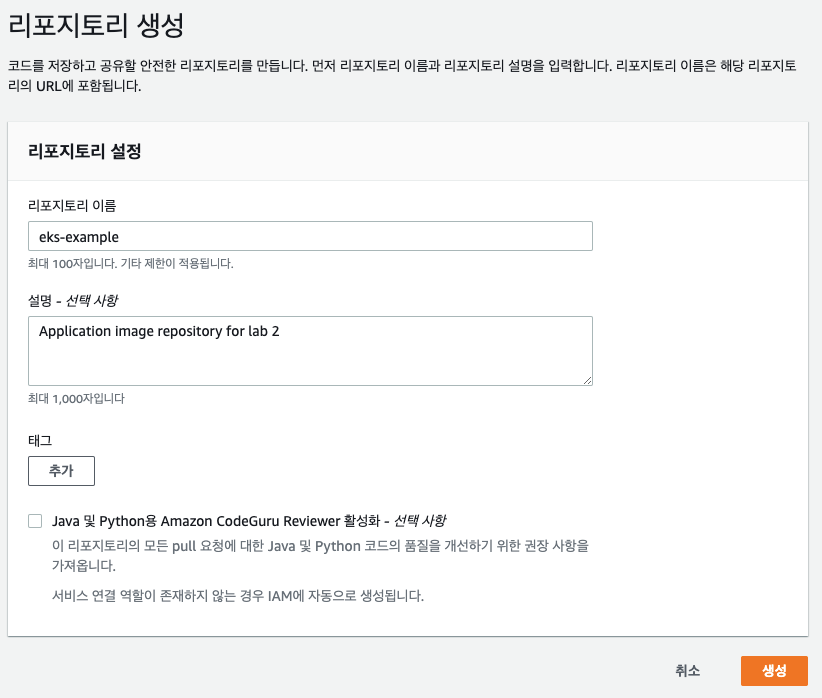 리포지토리 생성
코드를 저장하고 공유할 안전한 리포지토리를 만듭니다. 먼저 리포지토리 이름과 리포지토리 설명을 입력합니다. 리포지토리 이름은 해당 리포지토
리의 URL에 포함됩니다.
리포지토리 설정
리포지토리 이름
eks-example
최대 100자입니다. 기타 제한이 적용됩니다.
설명 - 선택 사항
Application image repository for lab 2
최대 1,000자입니다
태그
추가
Java 및 Python용 Amazon CodeGuru Reviewer 활성화 - 선택 사항
이 리포지토리의 모든 pull 요청에 대한 Java 및 Python 코드의 품질을 개선하기 위한 권장 사항을
가져옵니다.
서비스 연결 역할이 존재하지 않는 경우 IAM에 자동으로 생성됩니다.
취소
생성